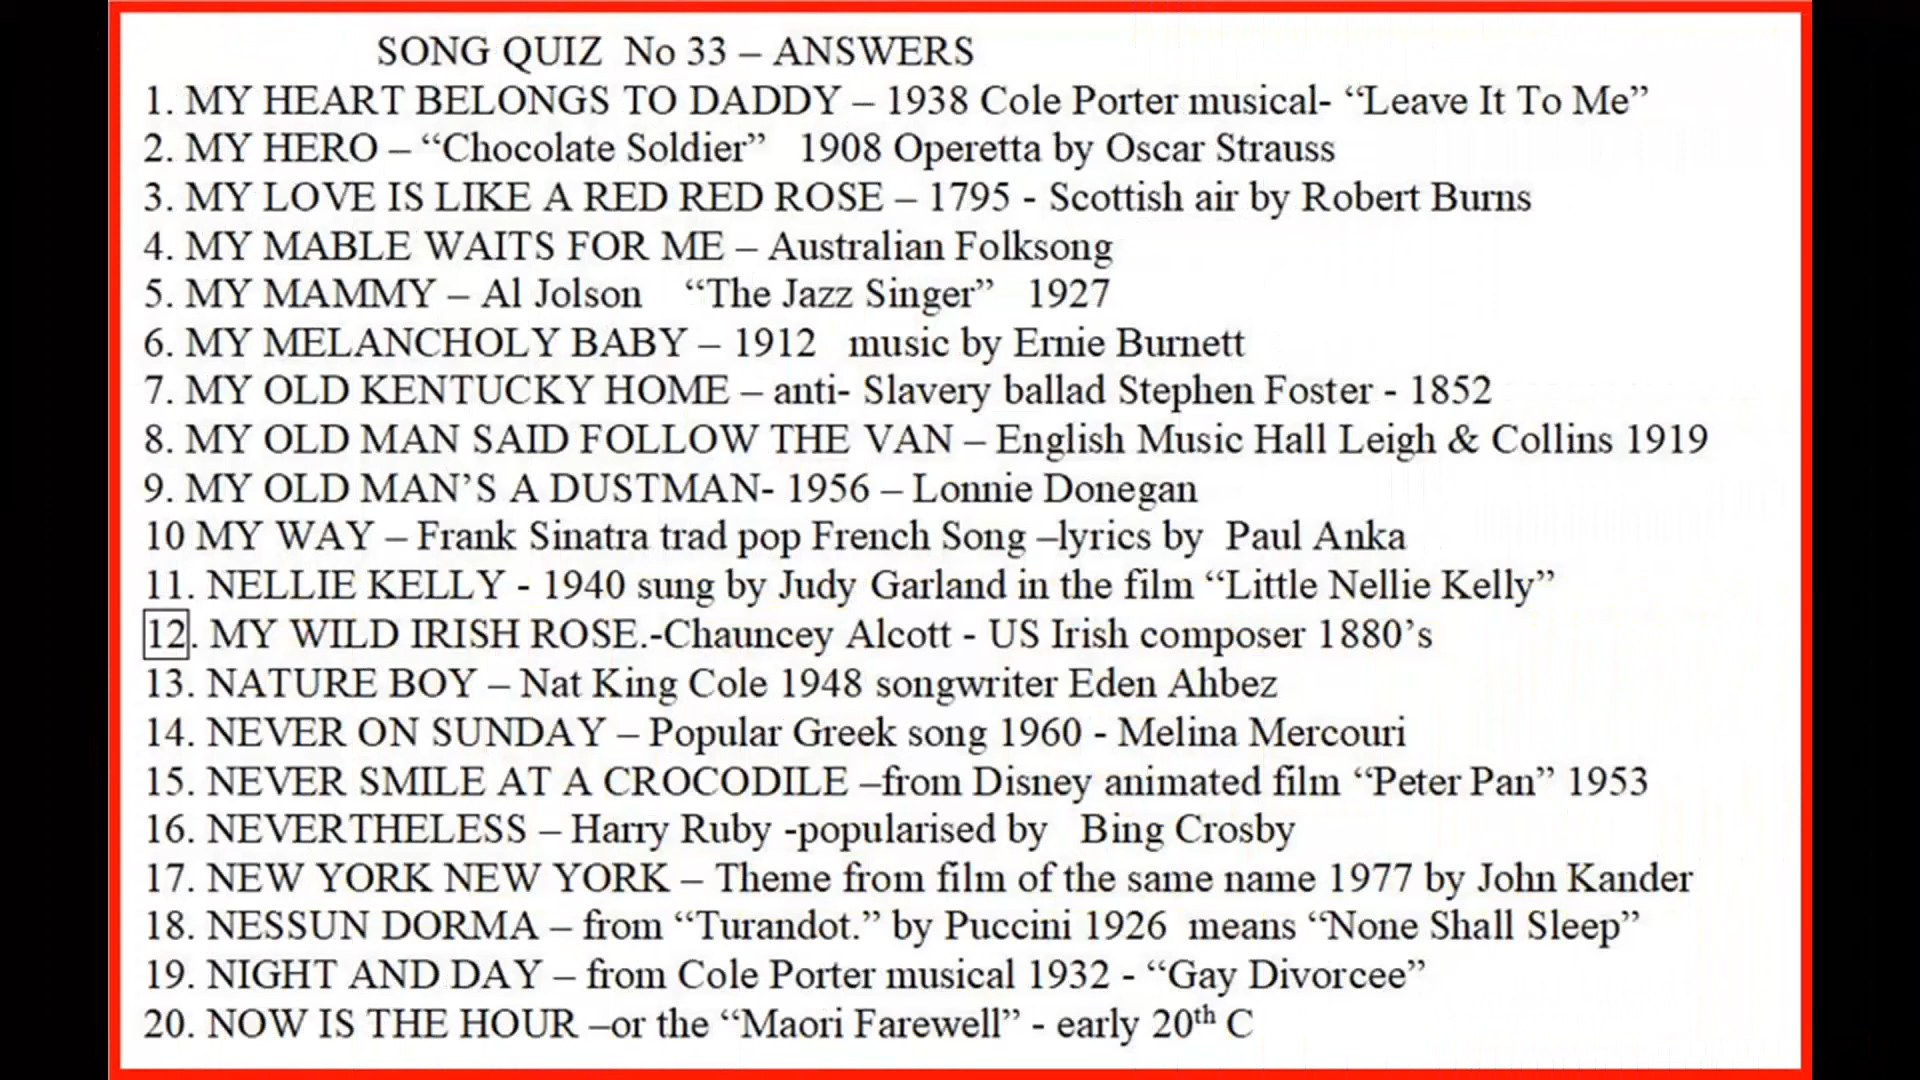 SONG QUIZ No 33 – ANSWERS
1. MY HEART BELONGS TO DADDY – 1938 Cole Porter musical- “Leave It To Me”
2. MY HERO – “Chocolate Soldier” 1908 Operetta by Oscar Strauss
3. MY LOVE IS LIKE A RED RED ROSE – 1795 - Scottish air by Robert Burns
4. MY MABLE WAITS FOR ME – Australian Folksong
5. MY MAMMY – Al Jolson “The Jazz Singer” 1927
6. MY MELANCHOLY BABY – 1912 music by Ernie Burnett
7. MY OLD KENTUCKY HOME – anti- Slavery ballad Stephen Foster - 1852
8. MY OLD MAN SAID FOLLOW THE VAN – English Music Hall Leigh & Collins 1919
9. MY OLD MAN’S A DUSTMAN- 1956 – Lonnie Donegan
10 MY WAY – Frank Sinatra trad pop French Song –lyrics by Paul Anka
11. NELLIE KELLY - 1940 sung by Judy Garland in the film “Little Nellie Kelly”
12. MY WILD IRISH ROSE.-Chauncey Alcott - US Irish composer 1880’s
13. NATURE BOY – Nat King Cole 1948 songwriter Eden Ahbez
14. NEVER ON SUNDAY – Popular Greek song 1960 - Melina Mercouri
15. NEVER SMILE AT A CROCODILE –from Disney animated film “Peter Pan” 1953
16. NEVERTHELESS – Harry Ruby -popularised by Bing Crosby
17. NEW YORK NEW YORK – Theme from film of the same name 1977 by John Kander
18. NESSUN DORMA – from “Turandot.” by Puccini 1926 means “None Shall Sleep”
19. NIGHT AND DAY – from Cole Porter musical 1932 - “Gay Divorcee”
20. NOW IS THE HOUR –or the “Maori Farewell” - early 20th C